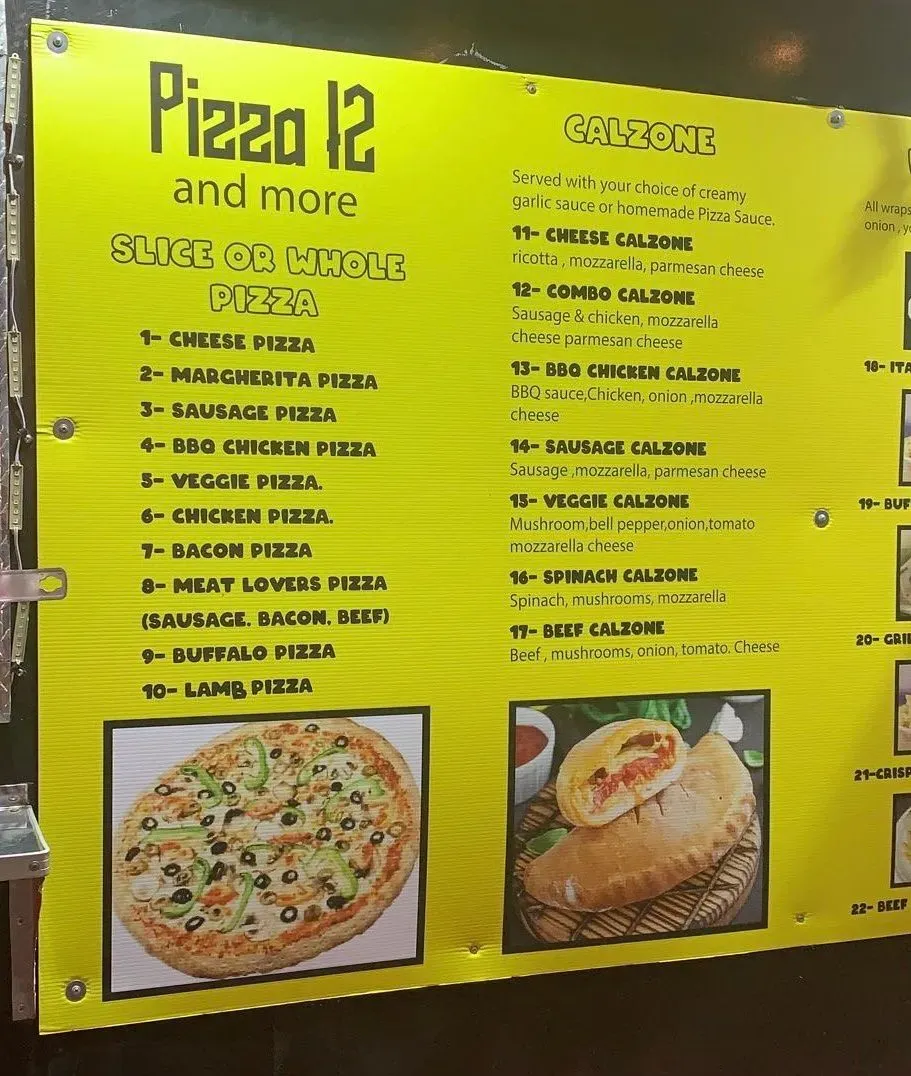 Pizza 12
and more
SLICE OR WHOLE
PIZZA
1- CHEESE PIZZA
2- MARGHERITA PIZZA
3- SAUSAGE PIZZA
4- BBQ CHICKEN PIZZA
5- VEGGIE PIZZA.
6- CHICKEN PIZZA.
7- BACON PIZZA
8- MEAT LOVERS PIZZA
(SAUSAGE. BACON, BEEF)
9- BUFFALO PIZZA
10- LAMB PIZZA
CALZONE
Served with your choice of creamy
garlic sauce or homemade Pizza Sauce.
11- CHEESE CALZONE
ricotta , mozzarella, parmesan cheese
12- COMBO CALZONE
Sausage & chicken, mozzarella
cheese parmesan cheese
13- BBQ CHICKEN CALZONE
BBQ sauce,Chicken, onion ,mozzarella
cheese
14- SAUSAGE CALZONE
Sausage ,mozzarella, parmesan cheese
15- VEGGIE CALZONE
Mushroom,bell pepper,onion,tomato
mozzarella cheese
16- SPINACH CALZONE
Spinach, mushrooms, mozzarella
17- BEEF CALZONE
Beef , mushrooms, onion, tomato. Cheese
All wraps
onion ,
18-
19-
20-
21-
22- BEEF